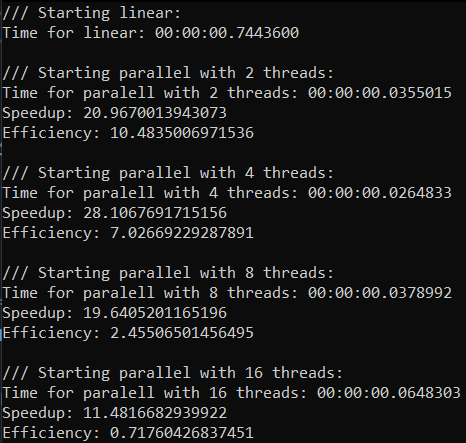 /// Starting linear:
Time for linear: 00:00:00.7443600
/// Starting parallel with 2 threads:
Time for paralell with 2 threads: 00:00:00.0355015
Speedup: 20.9670013943073
Efficiency: 10.4835006971536
/// Starting parallel with 4 threads:
Time for paralell with 4 threads: 00:00:00.0264833
Speedup: 28.1067691715156
Efficiency: 7.02669229287891
/// Starting parallel with 8 threads:
Time for paralell with 8 threads: 00:00:00.0378992
Speedup: 19.6405201165196
Efficiency: 2.45506501456495
/// Starting parallel with 16 threads:
Time for paralell with 16 threads: 00:00:00.0648303
Speedup: 11.4816682939922
Efficiency: 0.71760426837451